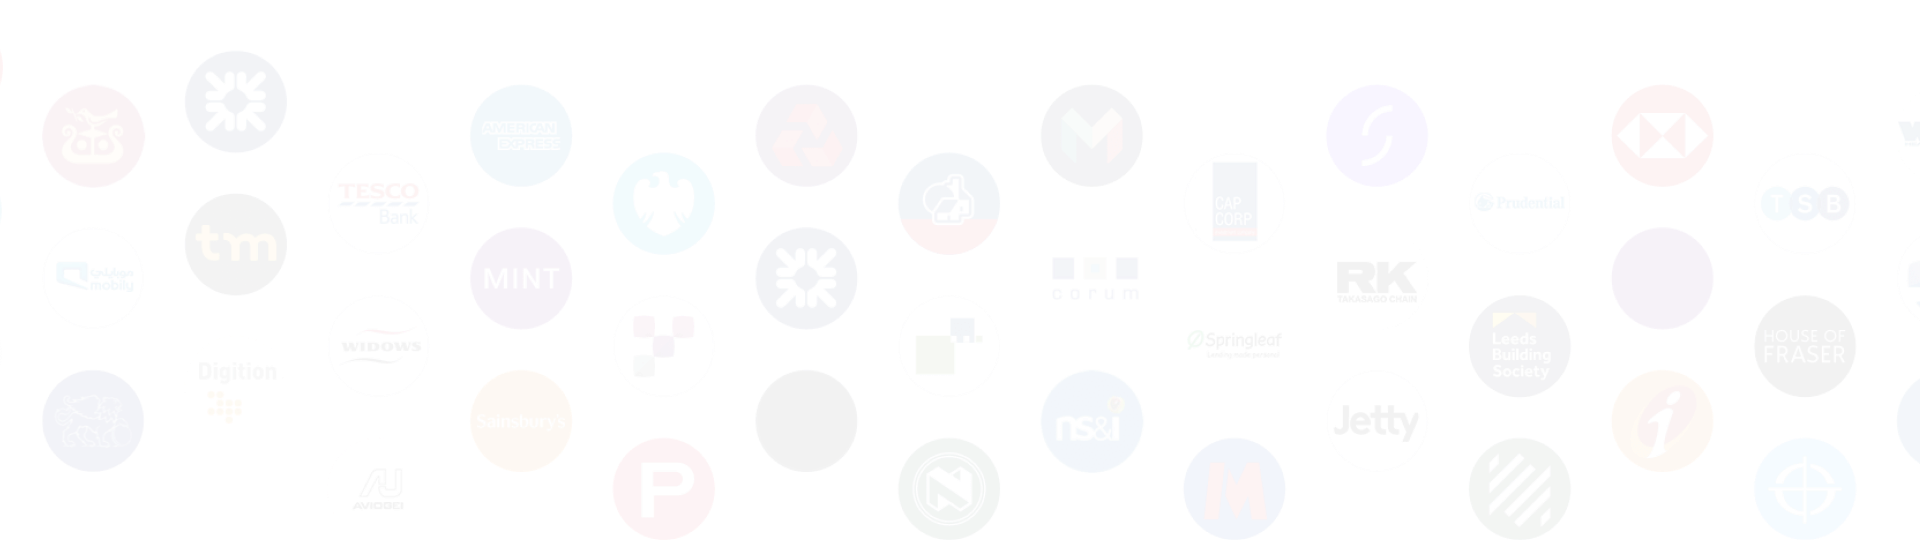 AMERICAN
EXPRESS
TESCO
Bank
CAP
CORP
Prudential
TSB
tm
mobily
MINT
corum
RK
TAKASAGO CHAIN
WIDOWS
Springleaf
Leeds
Building
Society
HOUSE OF
FRASER
Digition
Sainsbory's
ns&i
Jetty
i
P
N
M
AVIDGEI